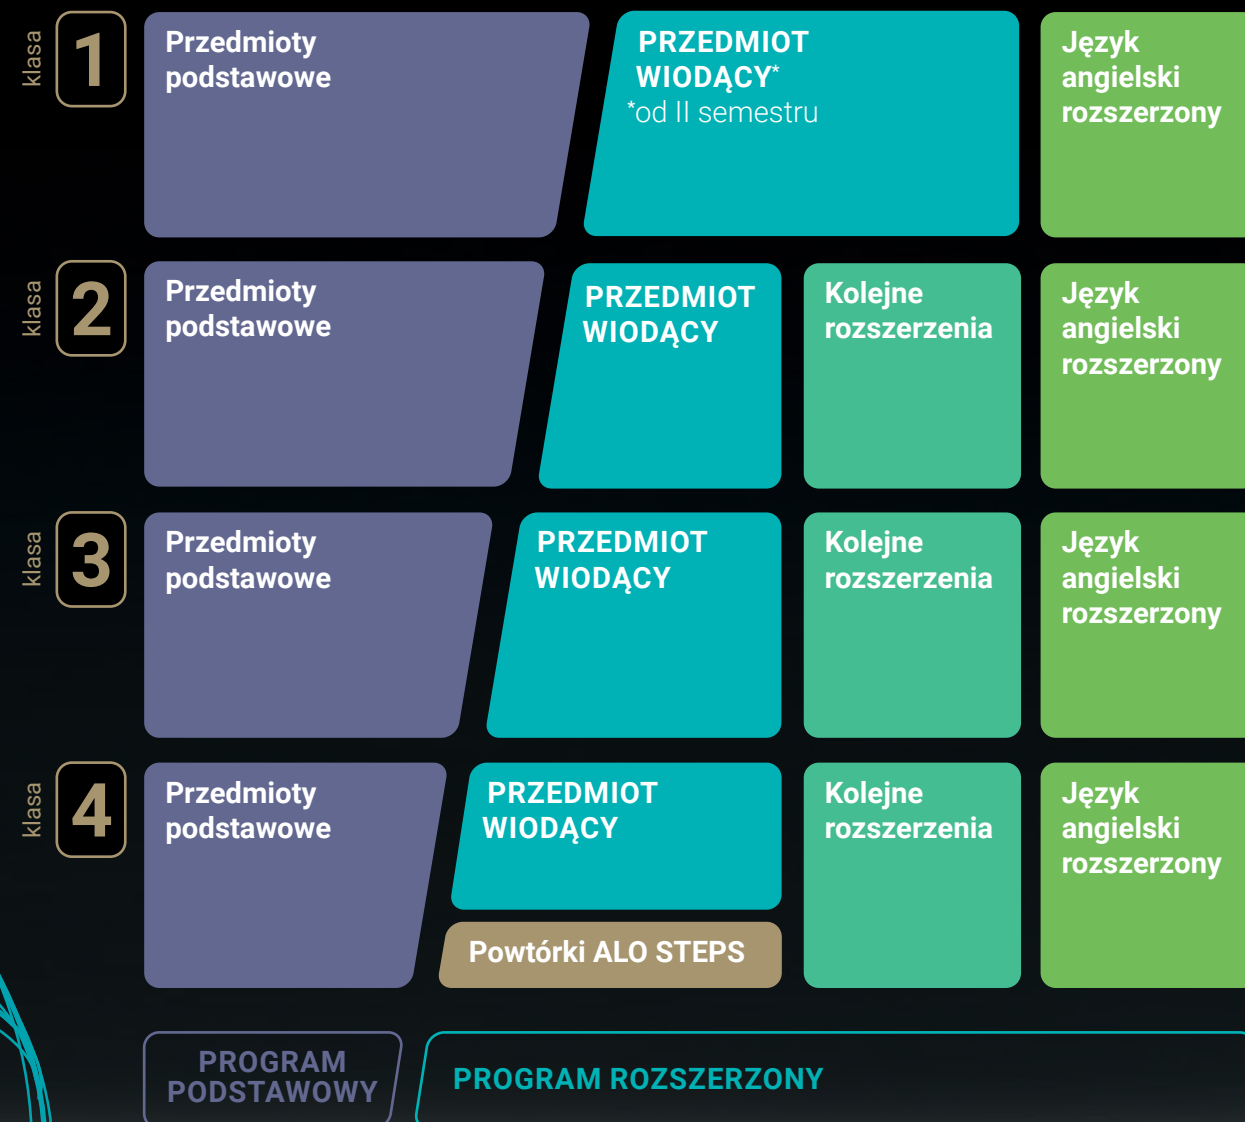 klasa
1
Przedmioty
podstawowe
PRZEDMIOT
WIODĄCY*
*od II semestru
Język
angielski
rozszerzony
klasa
2
Przedmioty
podstawowe
PRZEDMIOT
WIODĄCY
Kolejne
rozszerzenia
Język
angielski
rozszerzony
klasa
3
Przedmioty
podstawowe
PRZEDMIOT
WIODĄCY
Kolejne
rozszerzenia
Język
angielski
rozszerzony
klasa
4
Przedmioty
podstawowe
PRZEDMIOT
WIODĄCY
Powtórki ALO STEPS
Kolejne
rozszerzenia
Język
angielski
rozszerzony
PROGRAM
PODSTAWOWY
PROGRAM ROZSZERZONY